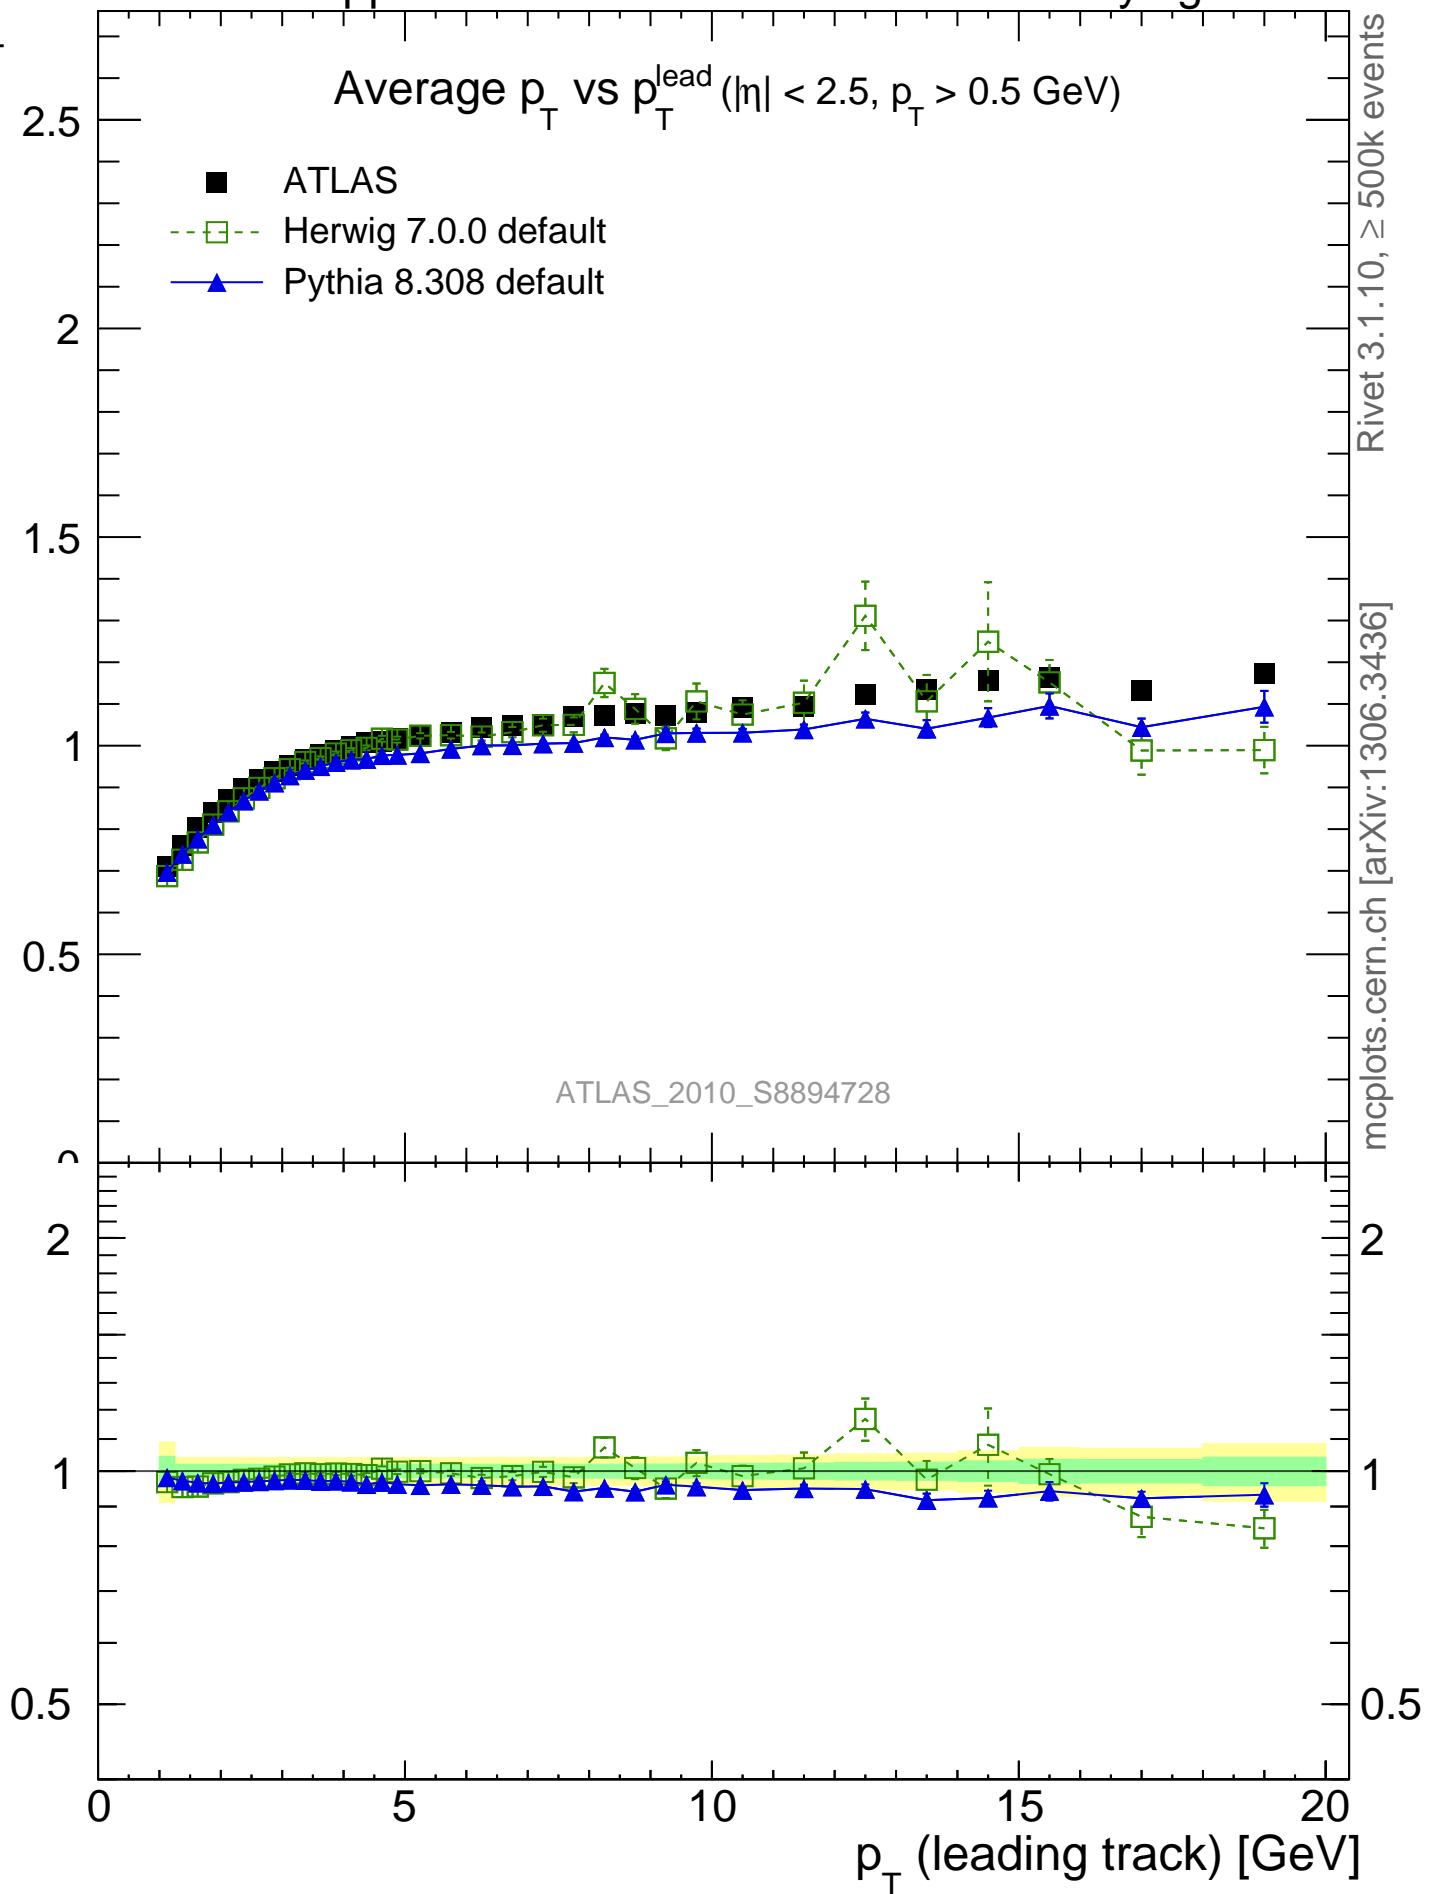 Average p_T vs p_T^lead (|η| < 2.5, p_T > 0.5 GeV)
ATLAS
Herwig 7.0.0 default
Pythia 8.308 default
2.5
2
1.5
1
0.5
0
ATLAS_2010_S8894728
Rivet 3.1.10, ≥ 500k events
mcplots.cern.ch [arXiv:1306.3436]
2
1
0.5
2
1
0.5
0
5
10
15
20
p_T (leading track) [GeV]